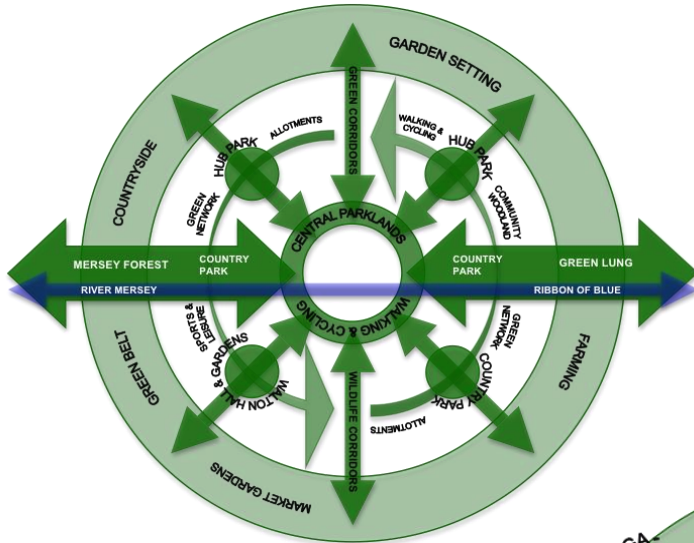 GARDEN SETTING
GREEN CORRIDORS
WALKING &
CYCLING
ALLOTMENTS
HUB PARK
HUB PARK
COUNTRYSIDE
GREEN
NETWORK
COMMUNITY
WOODLAND
CENTRAL PARKLANDS
MERSEY FOREST
COUNTRY
PARK
COUNTRY
PARK
GREEN LUNG
RIVER MERSEY
RIBBON OF BLUE
WALKING & CYCLING
SPORTS &
LEISURE
GREEN
NETWORK
GREEN BELT
WALTON HALL & GARDENS
COUNTRY PARK
FARMING
WILDLIFE CORRIDORS
ALLOTMENTS
MARKET GARDENS